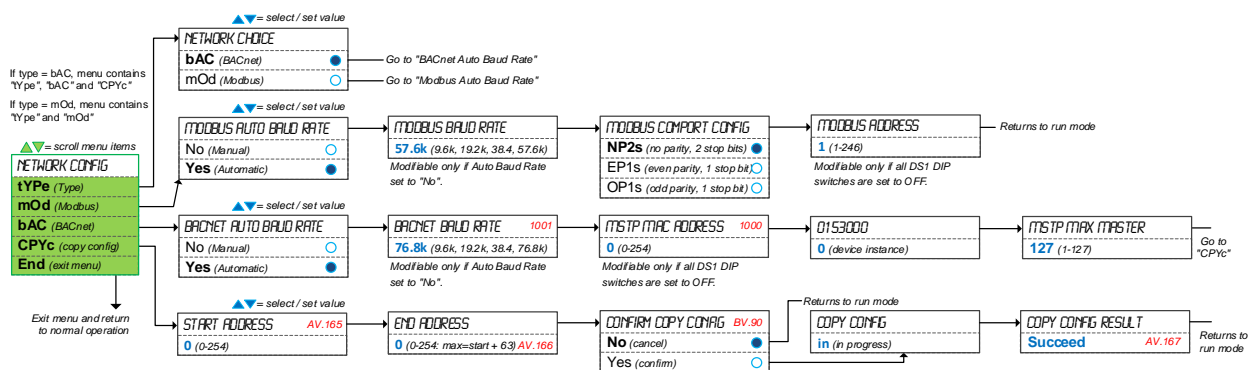 ▲▼= select / set value
NETWORK CHOICE
bAC (BACnet)
mOd (Modbus)
Go to "BACnet Auto Baud Rate"
Go to "Modbus Auto Baud Rate"
If type = bAC, menu contains
"tYpe", "bAC" and "CPYc"
If type = mOd, menu contains
"tYpe" and "mOd"
▲▼= scroll menu items
NETWORK CONFIG
tYPe (Type)
mOd (Modbus)
bAC (BACnet)
CPYc (copy config)
End (exit menu)
Exit menu and return
to normal operation
▲▼= select / set value
MODBUS AUTO BAUD RATE
No (Manual)
Yes (Automatic)
MODBUS BAUD RATE
57.6k (9.6k, 19.2k, 38.4, 57.6k)
Modifiable only if Auto Baud Rate
set to "No".
MODBUS COMPORT CONFIG
NP2s (no parity, 2 stop bits)
EP1s (even parity, 1 stop bit)
OP1s (odd parity, 1 stop bit)
MODBUS ADDRESS
1 (1-246)
Modifiable only if all DS1 DIP
switches are set to OFF.
Returns to run mode
▲▼= select / set value
BACNET AUTO BAUD RATE
No (Manual)
Yes (Automatic)
BACNET BAUD RATE 1001
76.8k (9.6k, 19.2k, 38.4, 76.8k)
Modifiable only if Auto Baud Rate
set to "No".
MSTP MAC ADDRESS 1000
0 (0-254)
Modifiable only if all DS1 DIP
switches are set to OFF.
0153000
0 (device instance)
MSTP MAX MASTER
127 (1-127)
Go to
"CPYc"
▲▼= select / set value
START ADDRESS AV.165
0 (0-254)
END ADDRESS
0 (0-254: max=start + 63) AV.166
CONFIRM COPY CONAG BV.90
No (cancel)
Yes (confirm)
Returns to run mode
COPY CONFIG
in (in progress)
COPY CONFIG RESULT
Succeed AV.167
Returns to
run mode